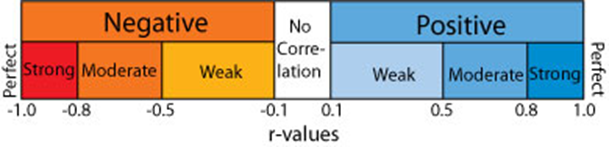 Negative
No
Corre-
lation
Positive
Perfect
Strong
Moderate
Weak
Weak
Moderate
Strong
Perfect
-1.0 -0.8 -0.5 -0.1 0.1 0.5 0.8 1.0
r-values